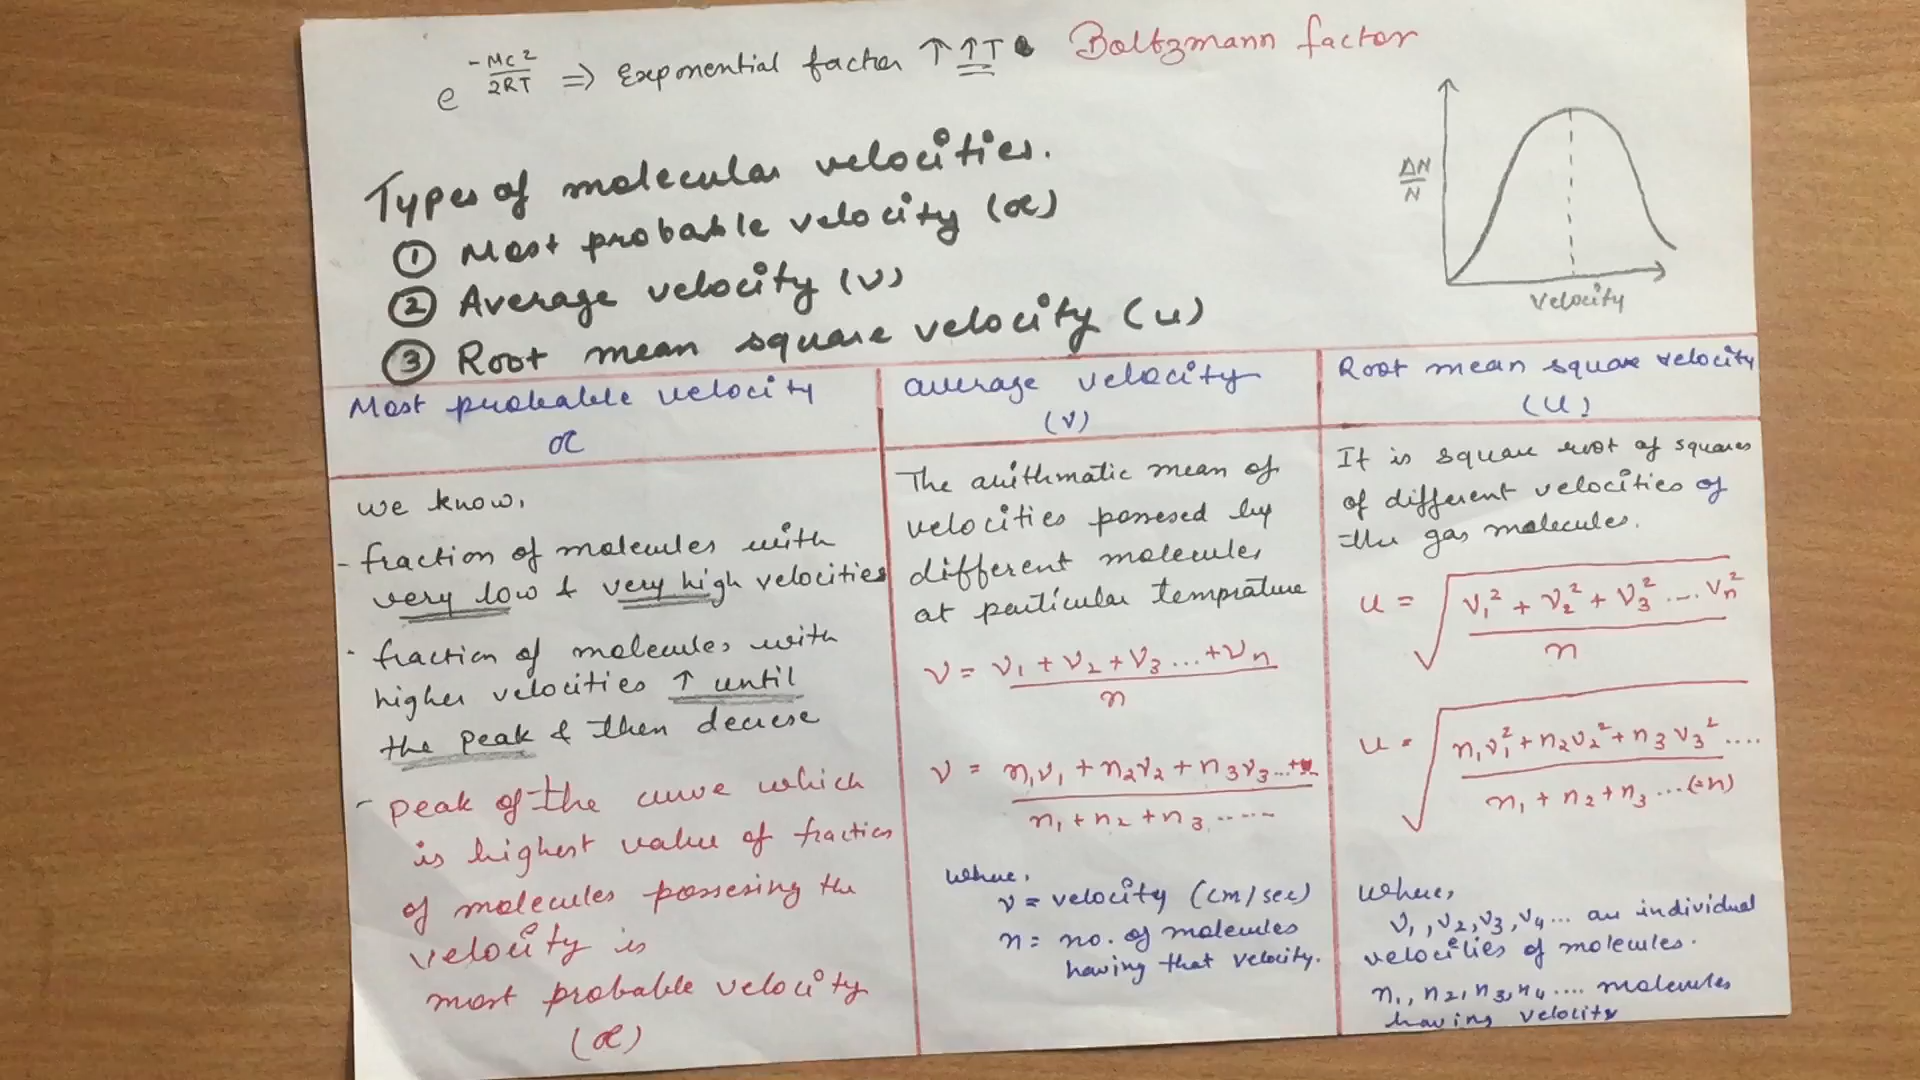 e^(-Mc²/2RT) => Exponential factor ↑ ↑T Boltzmann factor
Types of molecular velocities.
① Most probable velocity (α)
② Average velocity (v)
③ Root mean square velocity (u)
ΔN/N
Velocity
Most probable velocity
α
we know,
- fraction of molecules with
very low & very high velocities
- fraction of molecules with
higher velocities ↑ until
the peak & then decrese
- peak of the curve which
is highest value of fraction
of molecules possesing the
velocity is
most probable velocity
(α)
average velocity
(v)
The arithmatic mean of
velocities possesed by
different molecules
at particular temprature
v = v₁ + v₂ + v₃ ... + vn
n
v = n₁v₁ + n₂v₂ + n₃v₃ ...+
n₁ + n₂ + n₃ .....
where,
v = velocity (cm/sec)
n = no. of molecules
having that velocity.
Root mean square velocity
(u)
It is square root of squares
of different velocities of
the gas molecules.
u = √ v₁² + v₂² + v₃² .... vn²
n
u = √ n₁v₁² + n₂v₂² + n₃v₃² ....
n₁ + n₂ + n₃ ... (=n)
where,
v₁, v₂, v₃, v₄ ... are individual
velocities of molecules.
n₁, n₂, n₃, n₄ .... molecules
having velocity